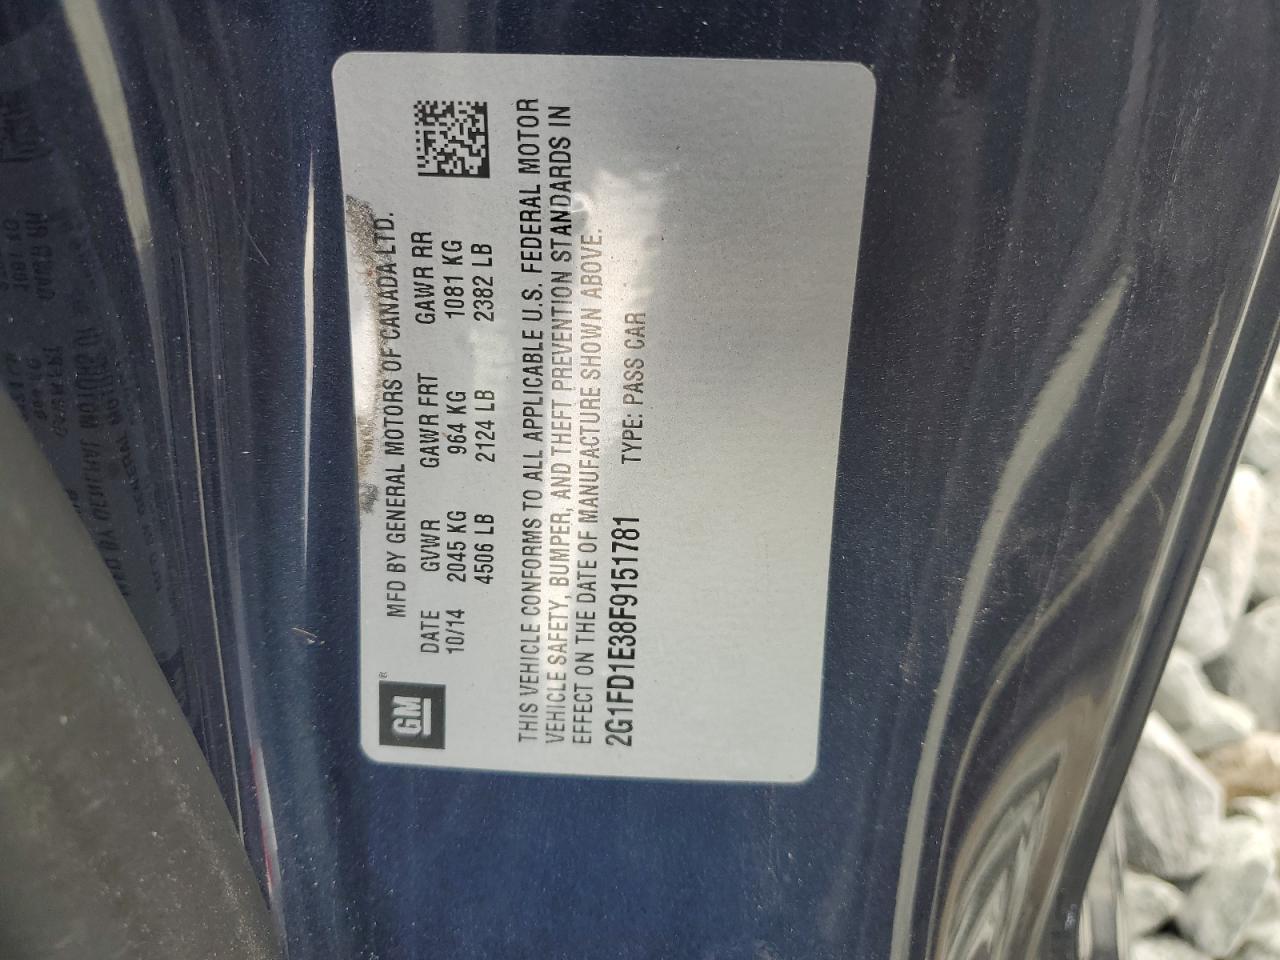 MFD BY GENERAL MOTORS OF CANADA LTD.
GM®
DATE GVWR GAWR FRT GAWR RR
10/14 2045 KG 964 KG 1081 KG
4506 LB 2124 LB 2382 LB
THIS VEHICLE CONFORMS TO ALL APPLICABLE U.S. FEDERAL MOTOR
VEHICLE SAFETY, BUMPER, AND THEFT PREVENTION STANDARDS IN
EFFECT ON THE DATE OF MANUFACTURE SHOWN ABOVE.
2G1FD1E38F9151781 TYPE: PASS CAR